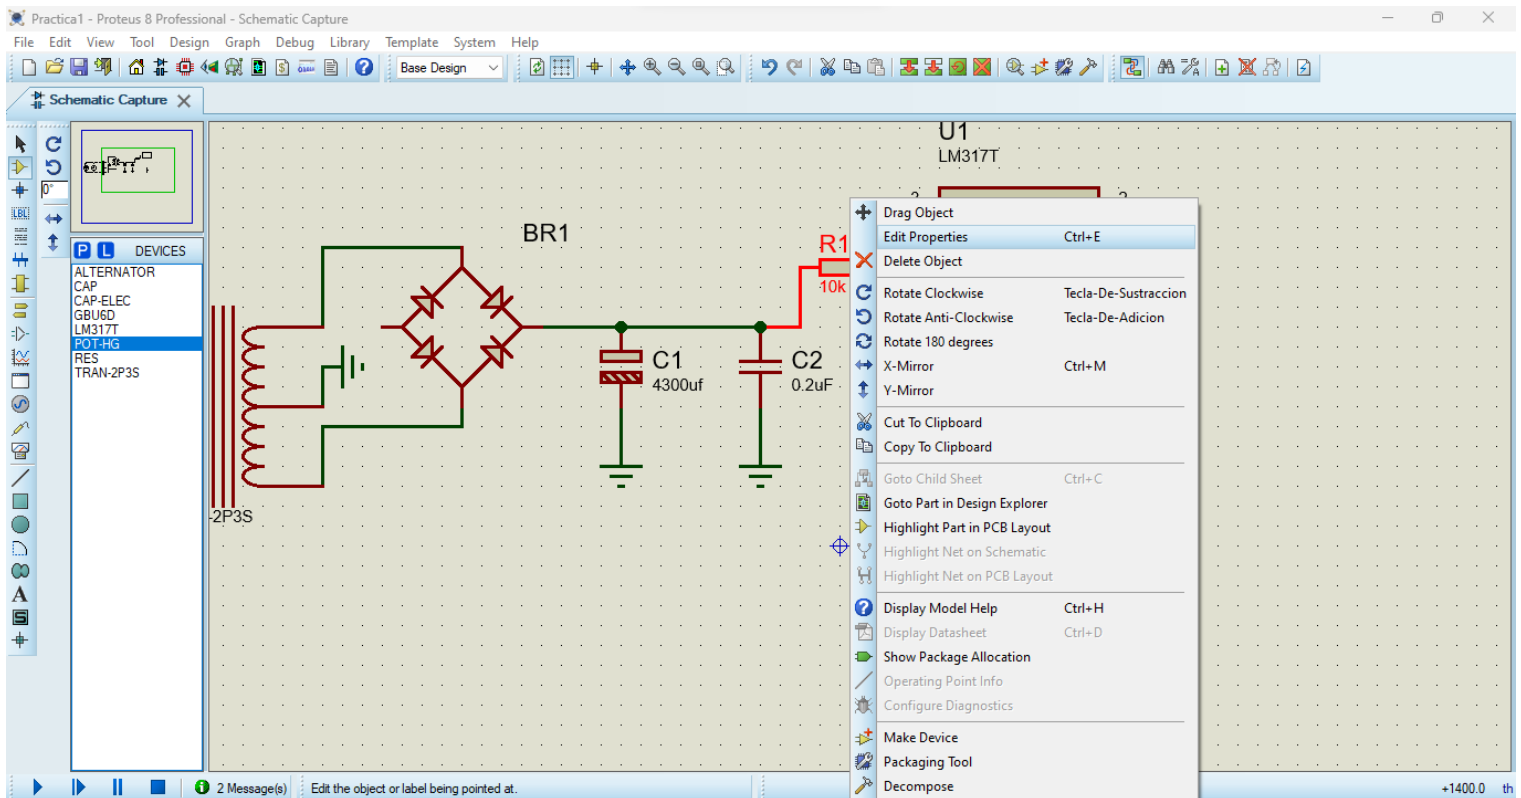 Practica1 - Proteus 8 Professional - Schematic Capture
File Edit View Tool Design Graph Debug Library Template System Help
Base Design
Schematic Capture
0°
LBL
P L DEVICES
ALTERNATOR
CAP
CAP-ELEC
GBU6D
LM317T
POT-HG
RES
TRAN-2P3S
U1
LM317T
BR1
R1
10k
C1
4300uf
C2
0.2uF
-2P3S
Drag Object
Edit Properties Ctrl+E
Delete Object
Rotate Clockwise Tecla-De-Sustraccion
Rotate Anti-Clockwise Tecla-De-Adicion
Rotate 180 degrees
X-Mirror Ctrl+M
Y-Mirror
Cut To Clipboard
Copy To Clipboard
Goto Child Sheet Ctrl+C
Goto Part in Design Explorer
Highlight Part in PCB Layout
Highlight Net on Schematic
Highlight Net on PCB Layout
Display Model Help Ctrl+H
Display Datasheet Ctrl+D
Show Package Allocation
Operating Point Info
Configure Diagnostics
Make Device
Packaging Tool
Decompose
A
S
2 Message(s) Edit the object or label being pointed at. +1400.0 th